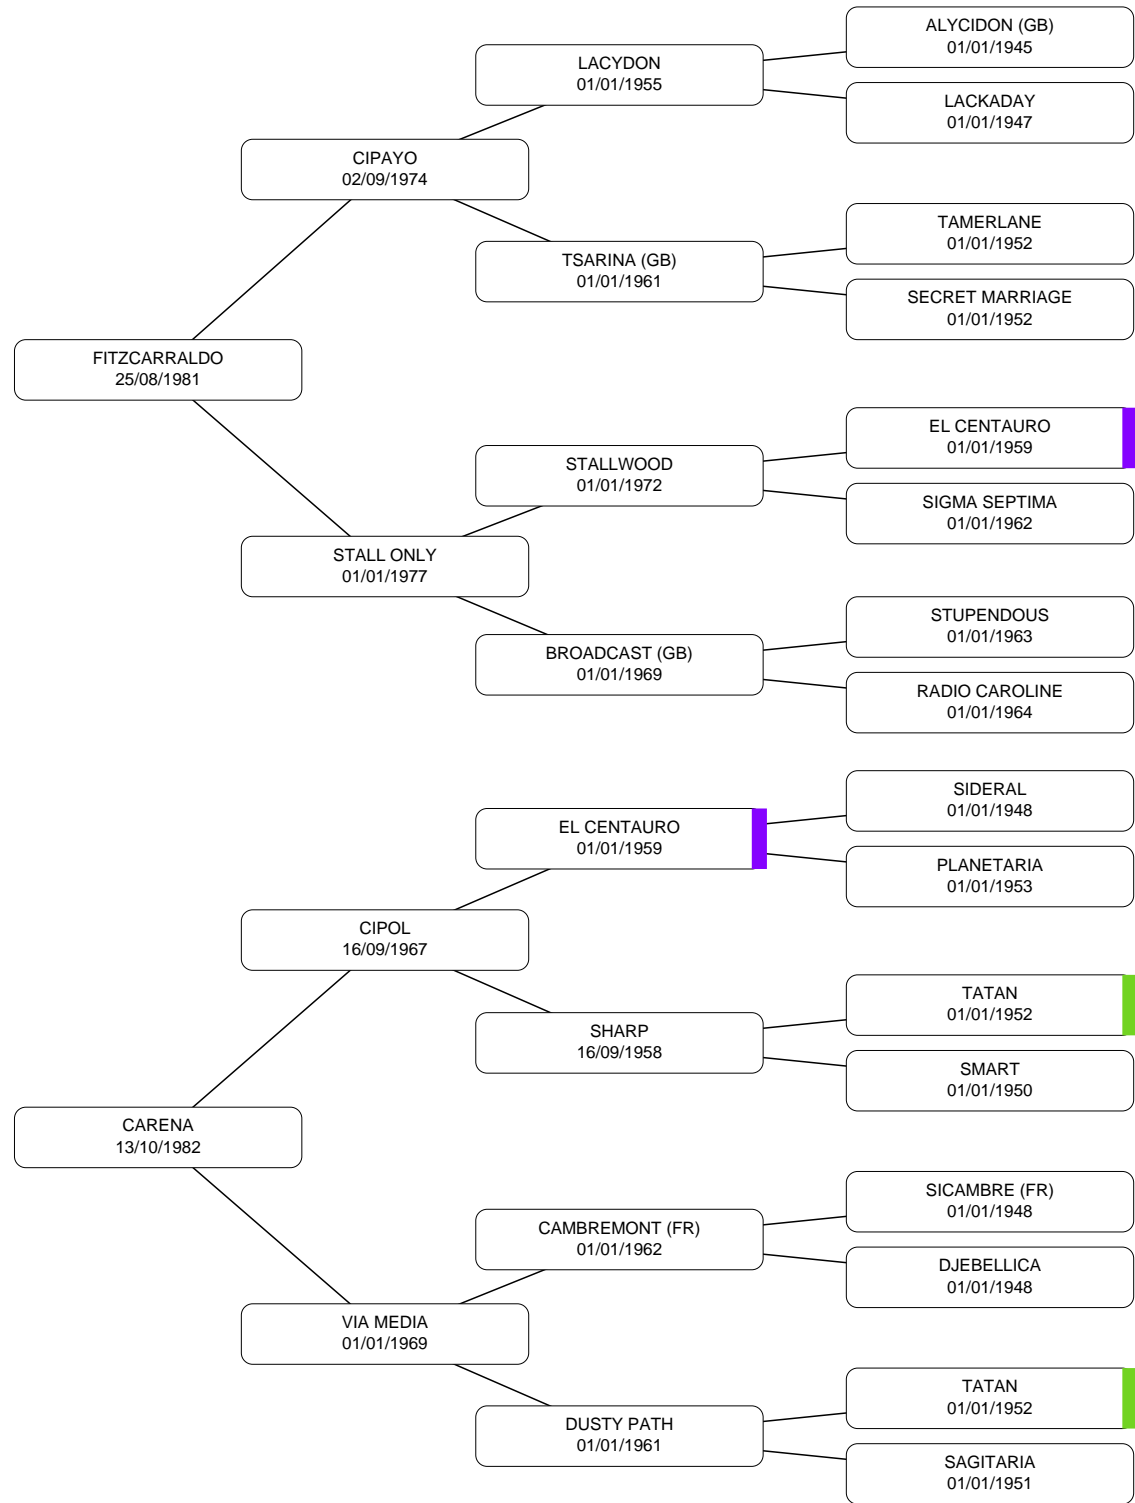 ALYCIDON (GB)
01/01/1945
LACYDON
01/01/1955
LACKADAY
01/01/1947
CIPAYO
02/09/1974
TAMERLANE
01/01/1952
TSARINA (GB)
01/01/1961
SECRET MARRIAGE
01/01/1952
FITZCARRALDO
25/08/1981
EL CENTAURO
01/01/1959
STALLWOOD
01/01/1972
SIGMA SEPTIMA
01/01/1962
STALL ONLY
01/01/1977
STUPENDOUS
01/01/1963
BROADCAST (GB)
01/01/1969
RADIO CAROLINE
01/01/1964
SIDERAL
01/01/1948
EL CENTAURO
01/01/1959
PLANETARIA
01/01/1953
CIPOL
16/09/1967
TATAN
01/01/1952
SHARP
16/09/1958
SMART
01/01/1950
CARENA
13/10/1982
SICAMBRE (FR)
01/01/1948
CAMBREMONT (FR)
01/01/1962
DJEBELLICA
01/01/1948
VIA MEDIA
01/01/1969
TATAN
01/01/1952
DUSTY PATH
01/01/1961
SAGITARIA
01/01/1951